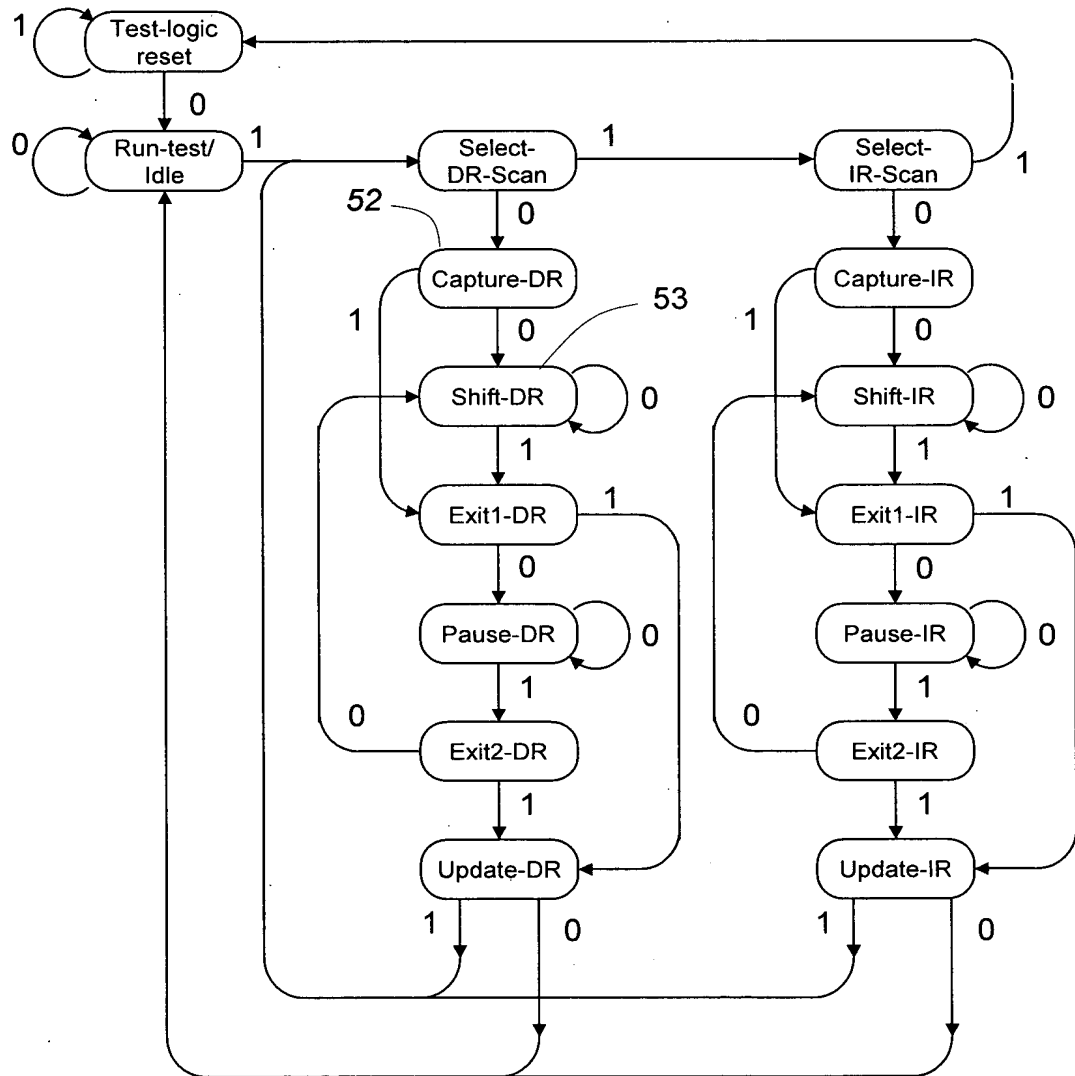 1
Test-logic
reset
0
0
Run-test/
Idle
1
Select-
DR-Scan
1
Select-
IR-Scan
1
52
0
0
Capture-DR
Capture-IR
1
0
53
1
0
Shift-DR
0
Shift-IR
0
1
1
Exit1-DR
1
Exit1-IR
1
0
0
Pause-DR
0
Pause-IR
0
1
1
0
Exit2-DR
0
Exit2-IR
1
1
Update-DR
Update-IR
1
0
1
0